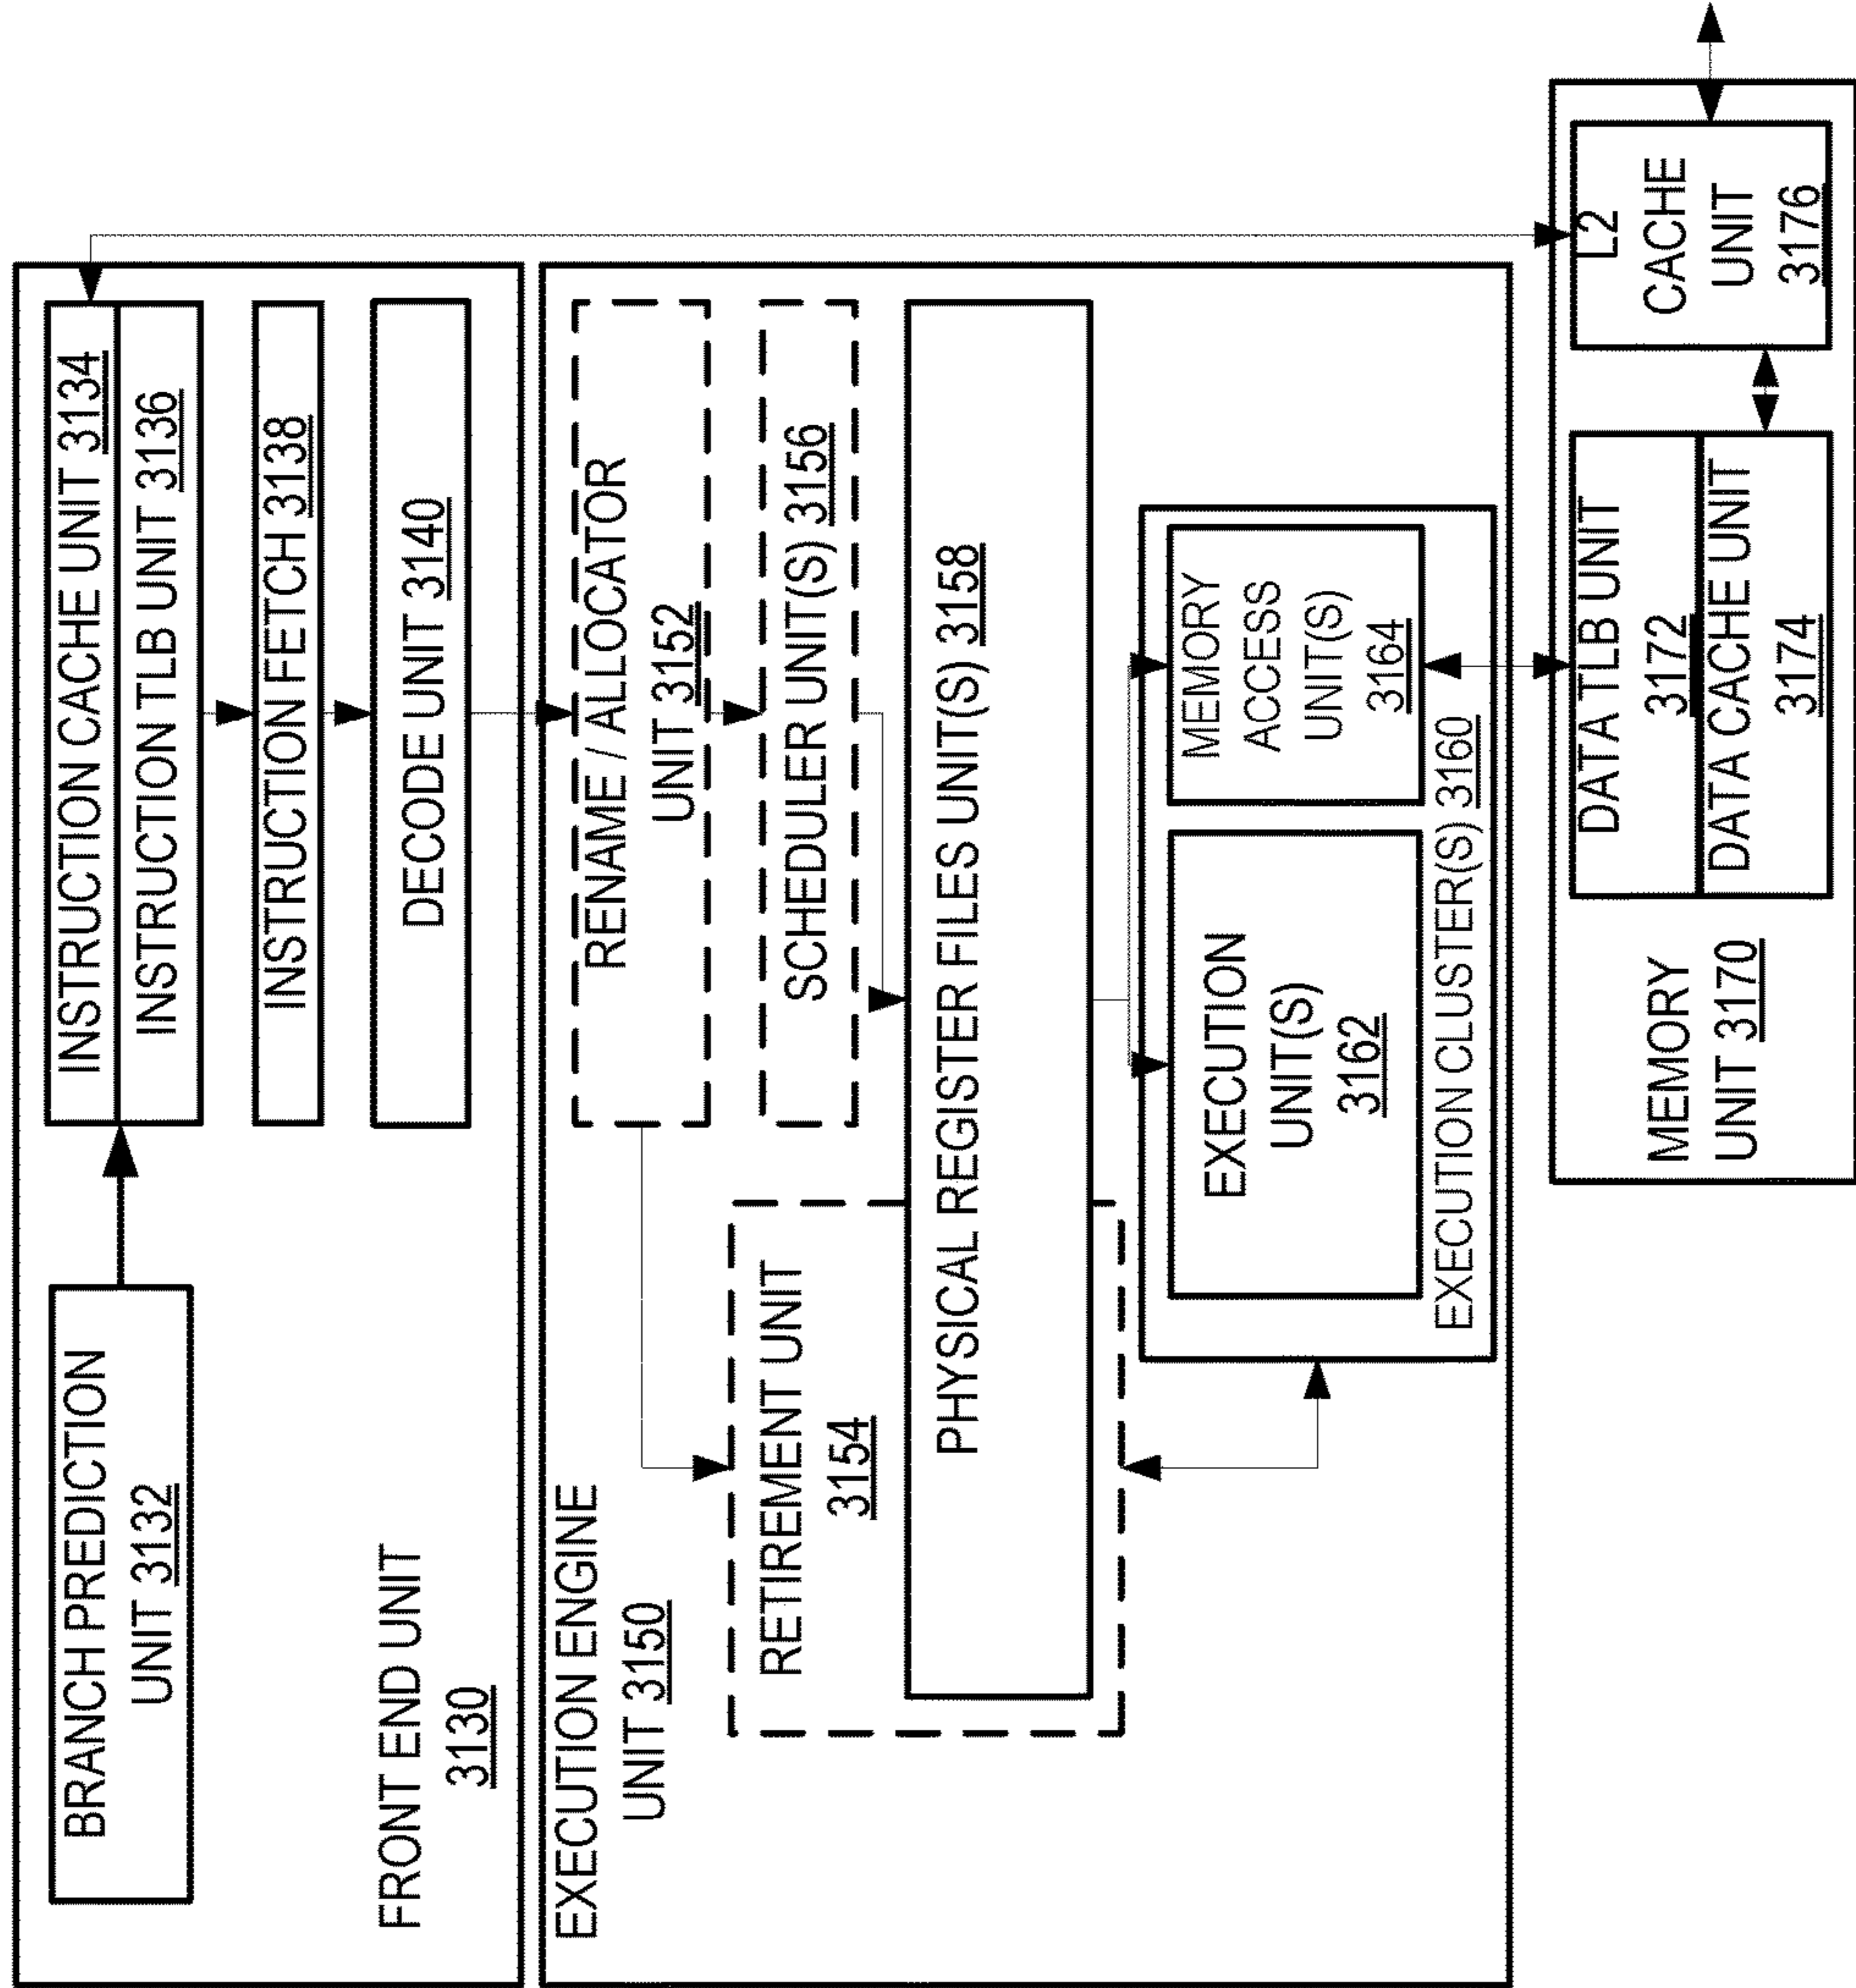 BRANCH PREDICTION
UNIT 3132
INSTRUCTION CACHE UNIT 3134
INSTRUCTION TLB UNIT 3136
INSTRUCTION FETCH 3138
DECODE UNIT 3140
FRONT END UNIT
3130
EXECUTION ENGINE
UNIT 3150
RENAME / ALLOCATOR
UNIT 3152
RETIREMENT UNIT
3154
SCHEDULER UNIT(S) 3156
PHYSICAL REGISTER FILES UNIT(S) 3158
EXECUTION
UNIT(S)
3162
MEMORY
ACCESS
UNIT(S)
3164
EXECUTION CLUSTER(S) 3160
MEMORY
UNIT 3170
DATA TLB UNIT
3172
DATA CACHE UNIT
3174
L2
CACHE
UNIT
3176